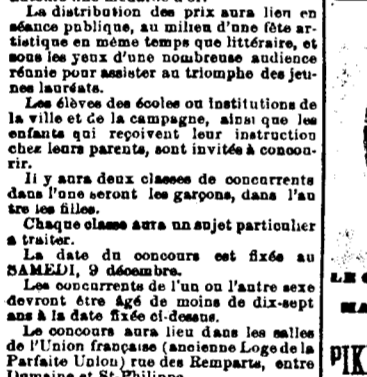 La distribution des prix aura lieu en
séance publique, au milieu d'une fête ar-
tistique en même temps que littéraire, et
sous les yeux d'une nombreuse audience
réunie pour assister au triomphe des jeu-
nes lauréats.
Les élèves des écoles ou institutions de
la ville et de la campagne, ainsi que les
enfants qui reçoivent leur instruction
chez leurs parents, sont invités à concou-
rir.
Il y aura deux classes de concurrents
dans l'une seront les garçons, dans l'au
tre les filles.
Chaque classe aura un sujet particulier
à traiter.
La date du concours est fixée au
SAMEDI, 9 décembre.
Les concurrents de l'un ou l'autre sexe
devront être âgé de moins de dix-sept
ans à la date fixée ci-dessus.
Le concours aura lieu dans les salles
de l'Union française (ancienne Loge de la
Parfaite Union) rue des Remparts, entre
Dumaine et St-Philippe
PIK